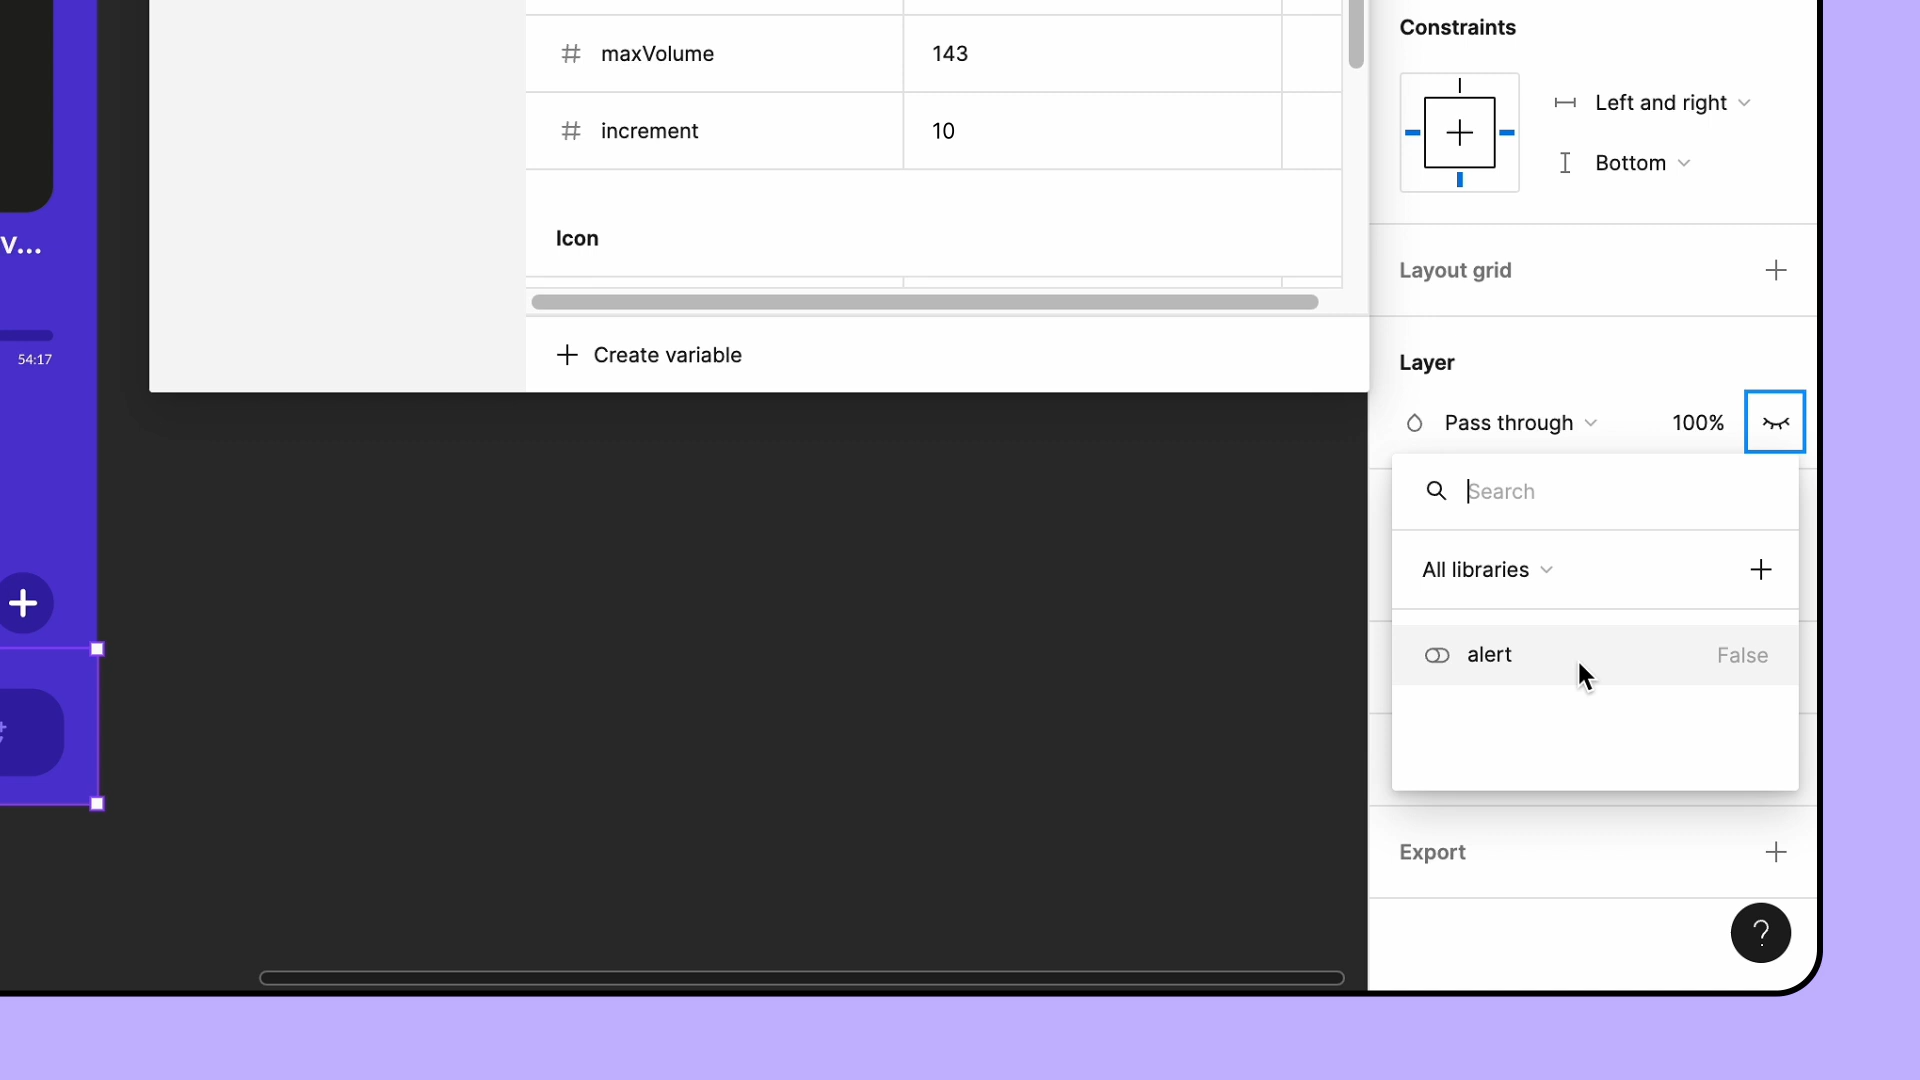 V...
54:17
maxVolume 143
increment 10
Icon
Create variable
Constraints
Left and right
Bottom
Layout grid
Layer
Pass through 100%
Search
All libraries
alert False
Export
?